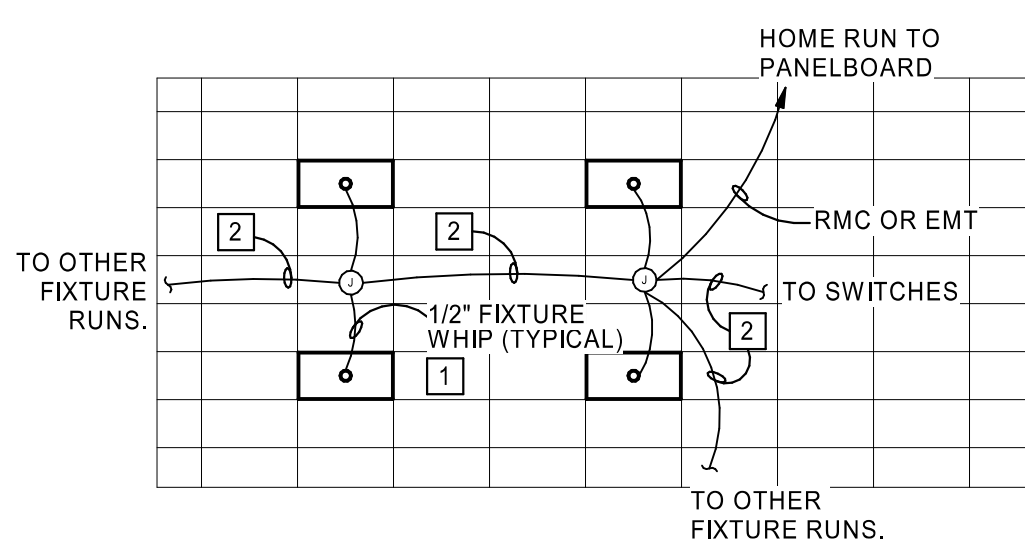 HOME RUN TO
PANELBOARD
RMC OR EMT
2
2
TO OTHER
FIXTURE
RUNS.
J
J
TO SWITCHES
1/2" FIXTURE
WHIP (TYPICAL)
2
1
TO OTHER
FIXTURE RUNS.